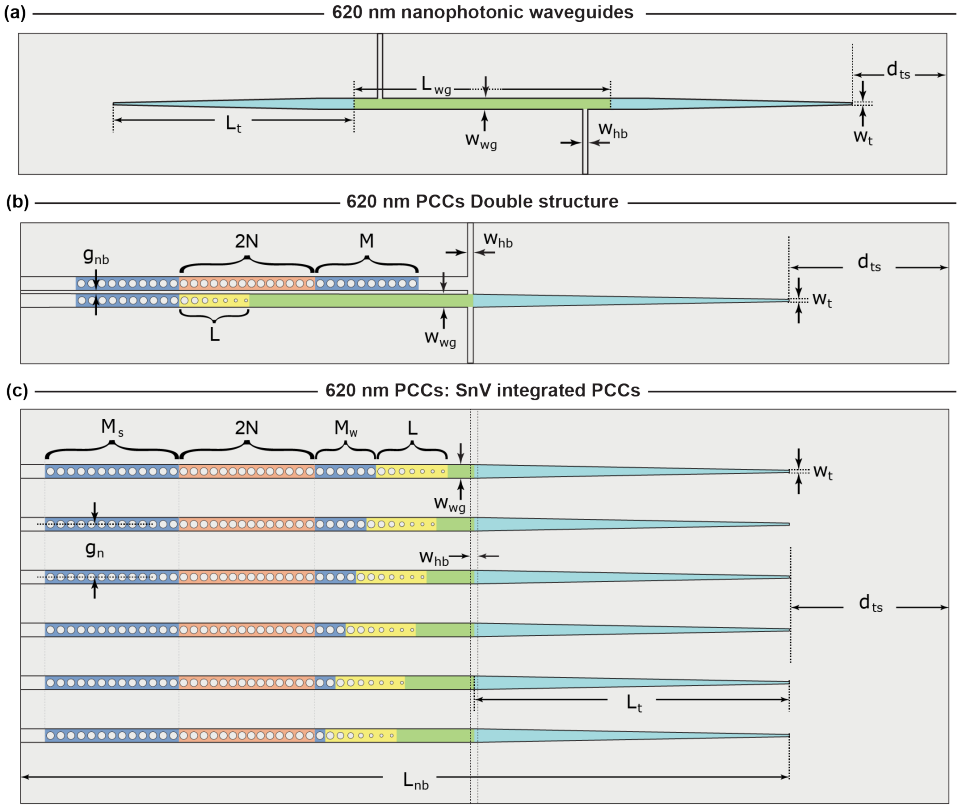 (a) 620 nm nanophotonic waveguides
Lwg
dts
Lt
wwg
whb
wt
(b) 620 nm PCCs Double structure
gnb
2N
M
whb
dts
wt
L
wwg
(c) 620 nm PCCs: SnV integrated PCCs
Ms
2N
Mw
L
wwg
wt
gn
whb
dts
Lt
Lnb